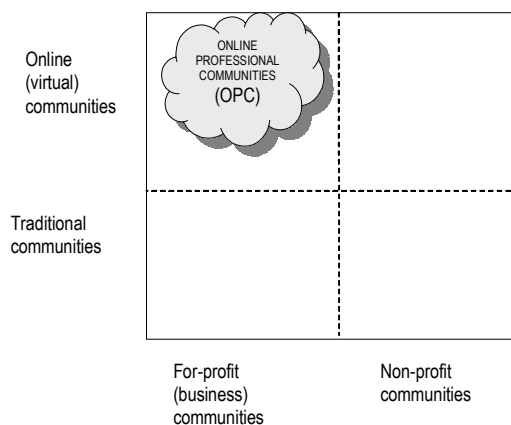 ONLINE
PROFESSIONAL
COMMUNITIES
(OPC)
Online
(virtual)
communities
Traditional
communities
For-profit
(business)
communities
Non-profit
communities